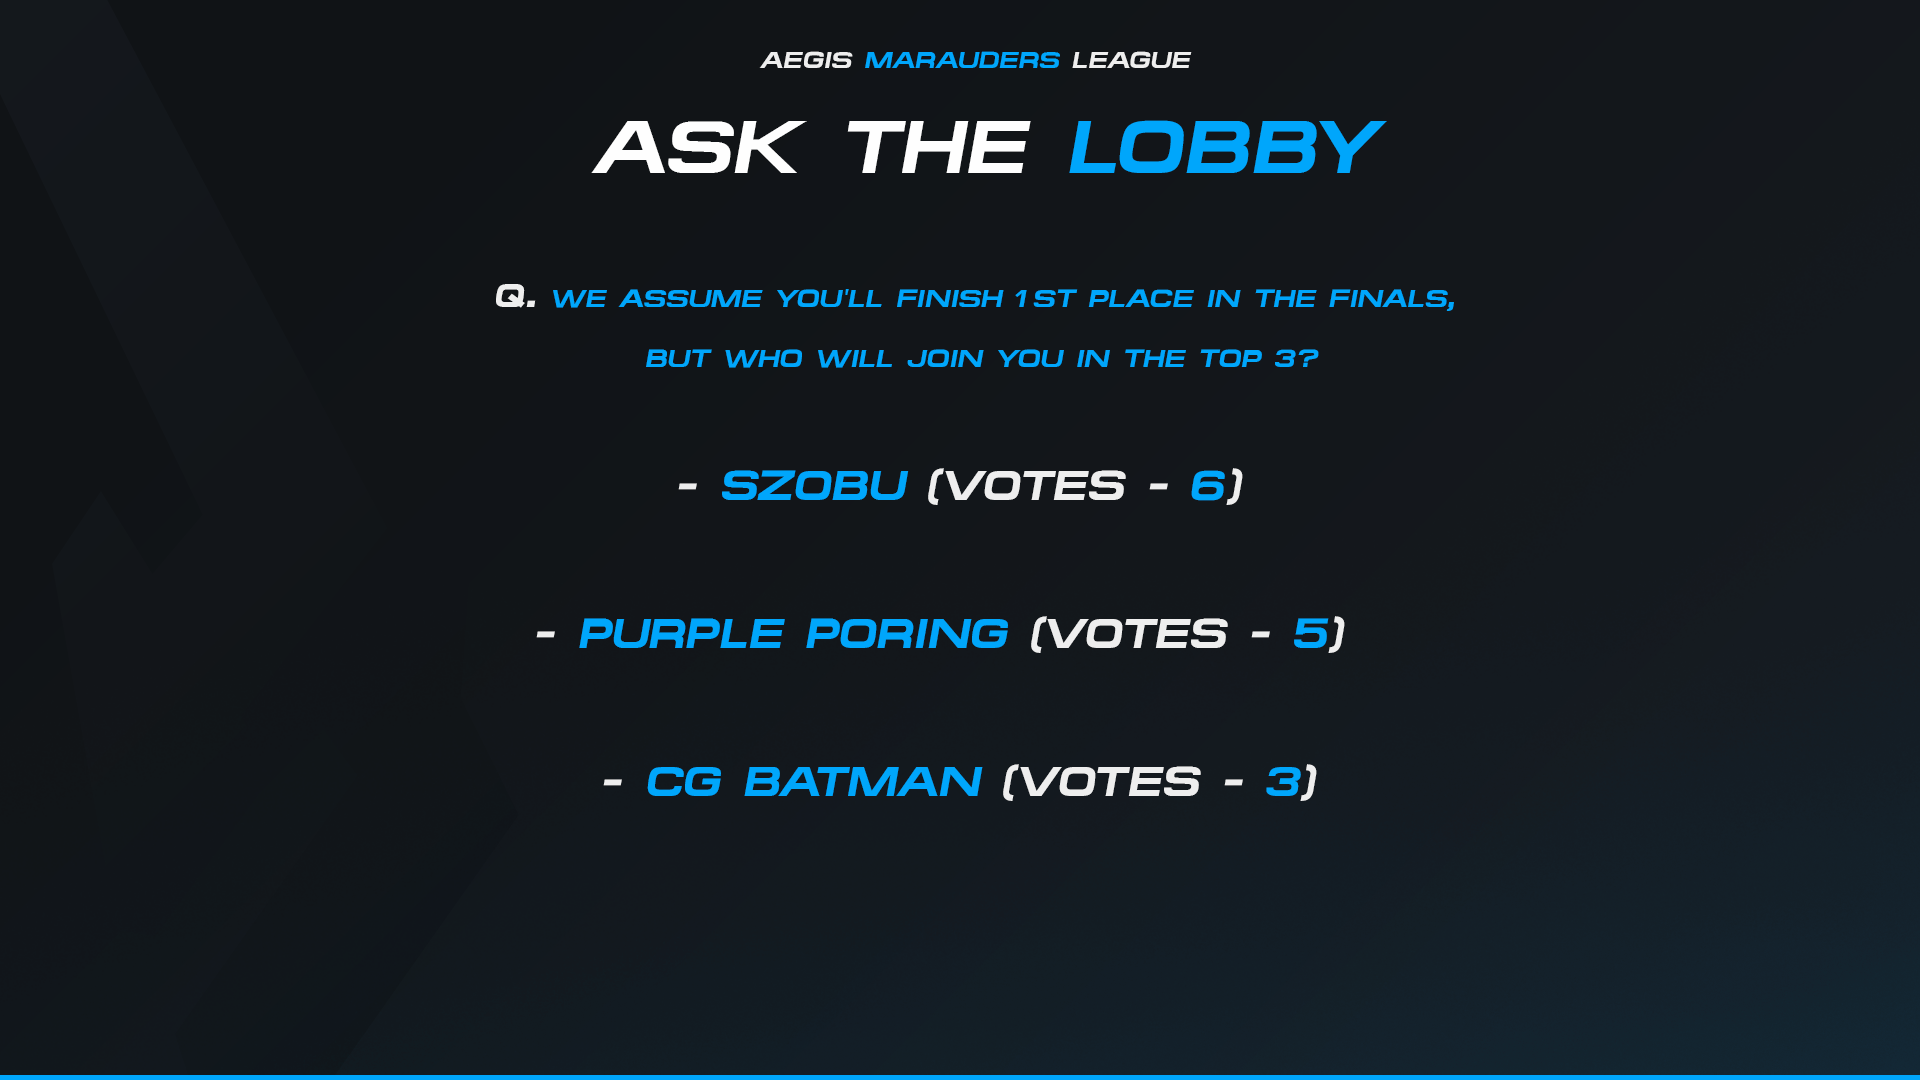 AEGIS MARAUDERS LEAGUE
ASK THE LOBBY
Q. WE ASSUME YOU'LL FINISH 1ST PLACE IN THE FINALS,
BUT WHO WILL JOIN YOU IN THE TOP 3?
- SZOBU (VOTES - 6)
- PURPLE PORING (VOTES - 5)
- CG BATMAN (VOTES - 3)